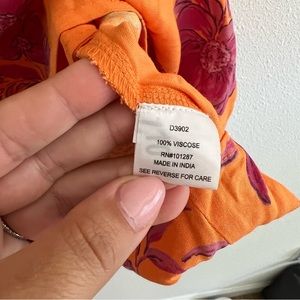 D3902
100% VISCOSE
RN#101287
MADE IN INDIA
SEE REVERSE FOR CARE